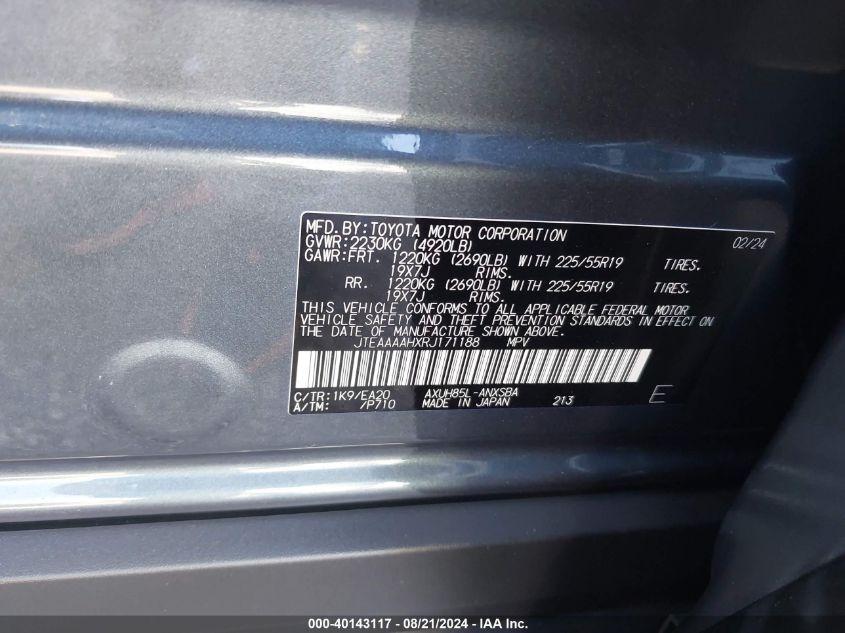 MFD.BY:TOYOTA MOTOR CORPORATION 02/24
GVWR:2230KG (4920LB)
GAWR:FRT. 1220KG (2690LB) WITH 225/55R19 TIRES.
19X7J RIMS.
RR. 1220KG (2690LB) WITH 225/55R19 TIRES.
19X7J RIMS.
THIS VEHICLE CONFORMS TO ALL APPLICABLE FEDERAL MOTOR
VEHICLE SAFETY AND THEFT PREVENTION STANDARDS IN EFFECT ON
THE DATE OF MANUFACTURE SHOWN ABOVE.
JTEAAAAHXRJ171188 MPV
C/TR:1K9/EA20 AXUH85L-ANXSBA 213 E
A/TM: /P710 MADE IN JAPAN
000-40143117 - 08/21/2024 - IAA Inc.